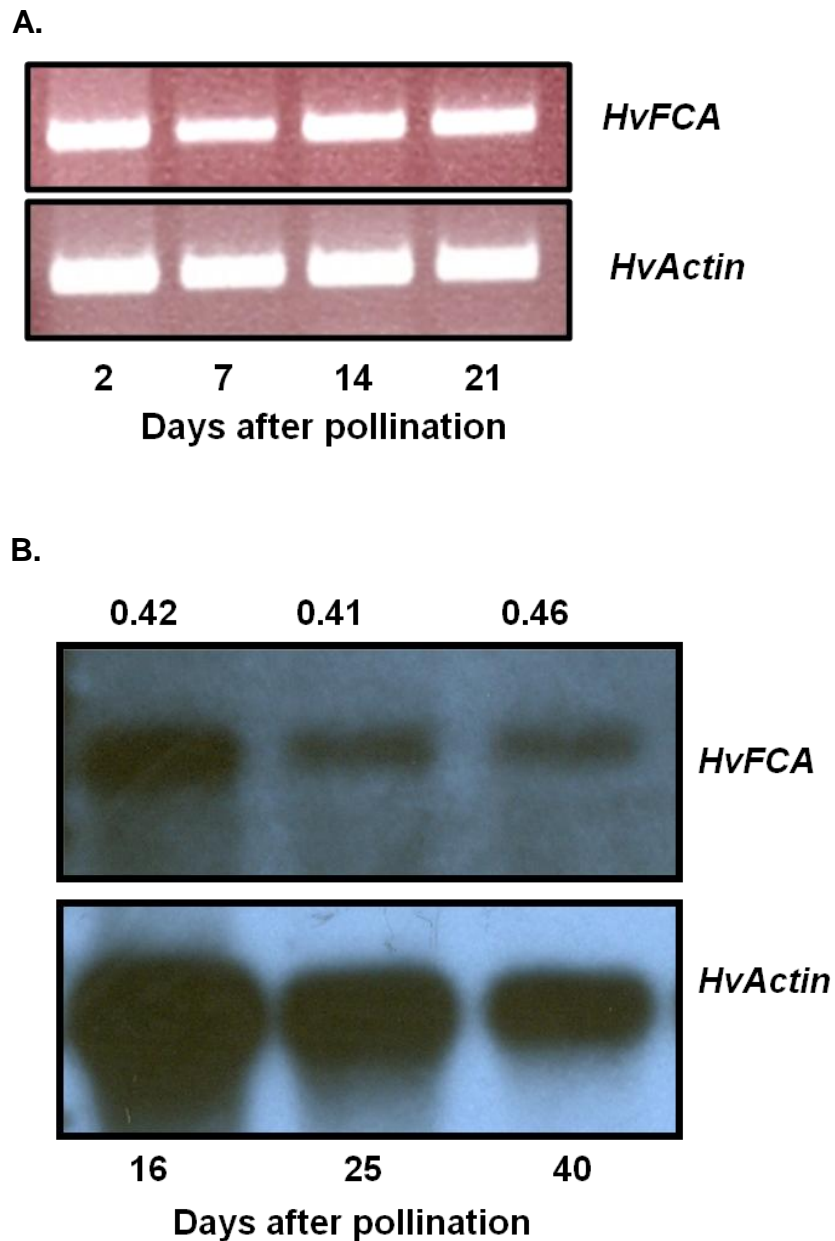 A.
HvFCA
HvActin
2 7 14 21
Days after pollination
B.
0.42 0.41 0.46
HvFCA
HvActin
16 25 40
Days after pollination